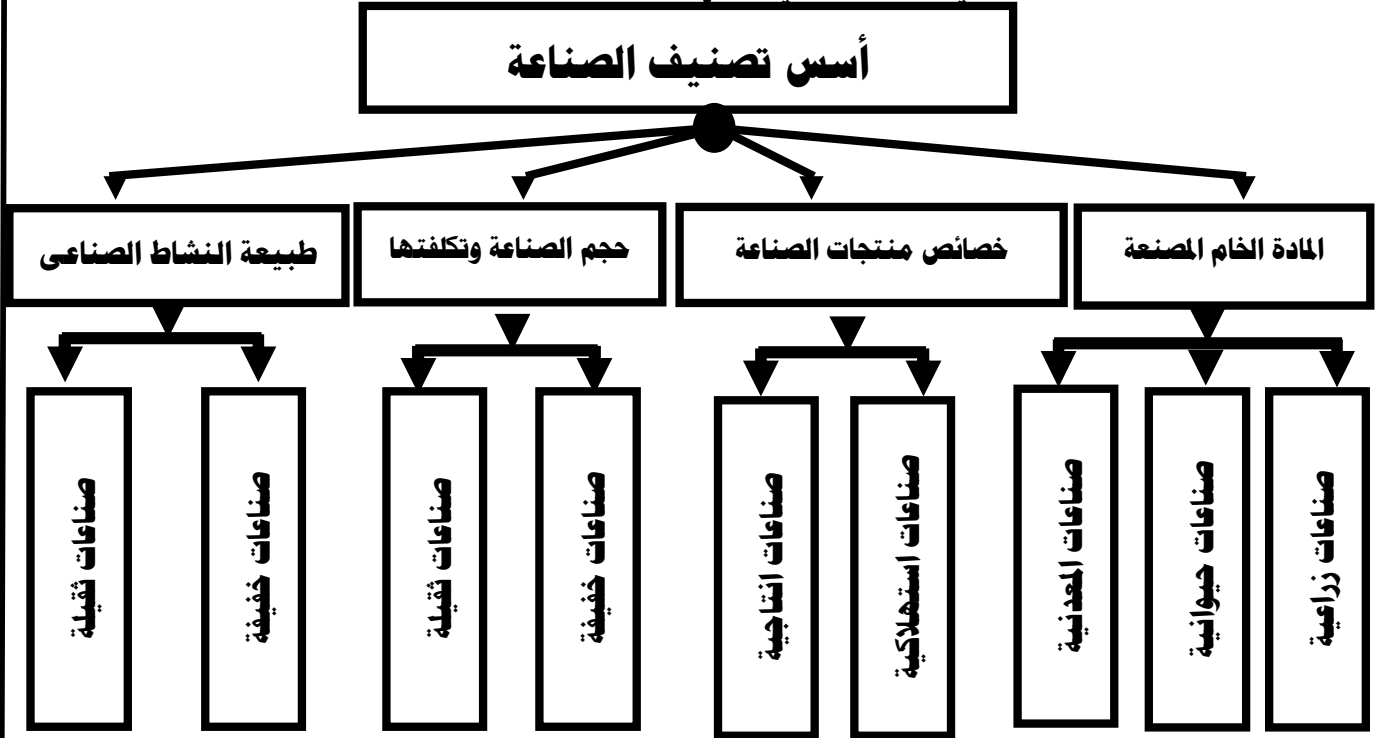 أسس تصنيف الصناعة
المادة الخام المصنعة
خصائص منتجات الصناعة
حجم الصناعة وتكلفتها
طبيعة النشاط الصناعى
صناعات زراعية
صناعات حيوانية
صناعات المعدنية
صناعات استهلاكية
صناعات انتاجية
صناعات خفيفة
صناعات ثقيلة
صناعات خفيفة
صناعات ثقيلة